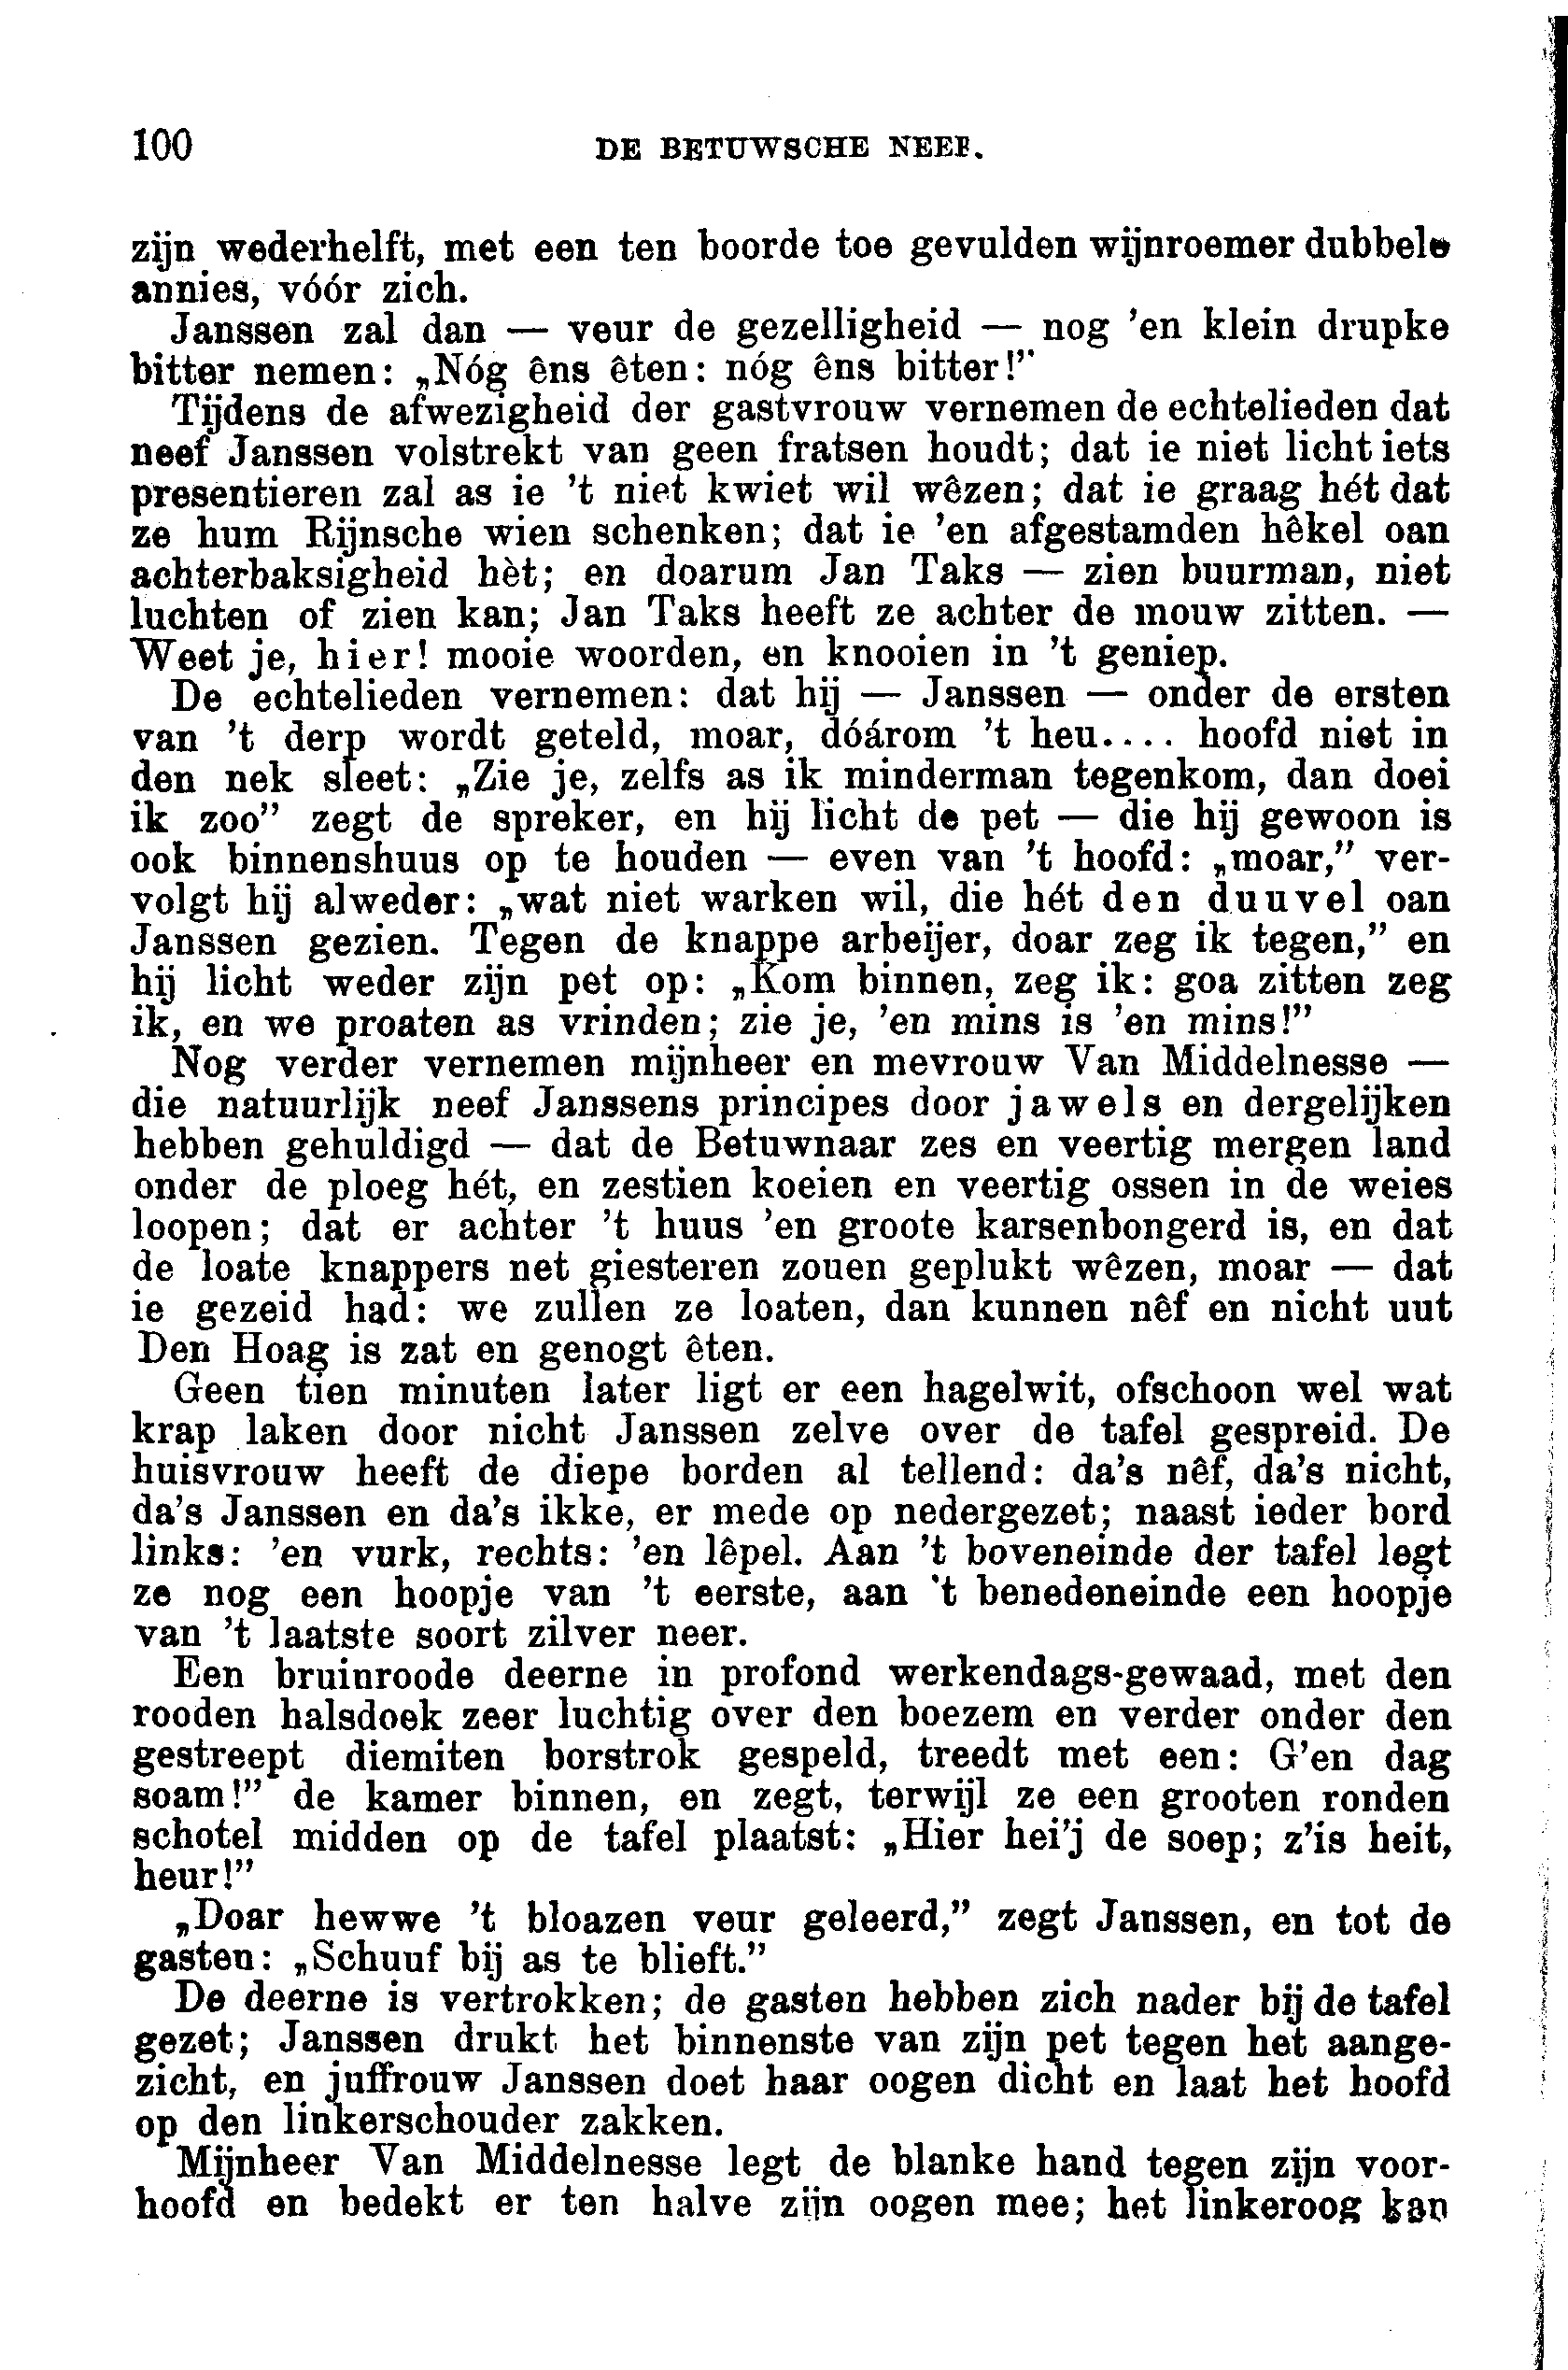 100 DE BETUWSCHE NEEF.
zijn wederhelft, met een ten boorde toe gevulden wijnroemer dubbele
annies, vóór zich.
Janssen zal dan — veur de gezelligheid — nog 'en klein drupke
bitter nemen: „Nóg êns êten: nóg êns bitter!”
Tijdens de afwezigheid der gastvrouw vernemen de echtelieden dat
neef Janssen volstrekt van geen fratsen houdt; dat ie niet licht iets
presentieren zal as ie 't niet kwiet wil wêzen; dat ie graag hét dat
ze hum Rijnsche wien schenken; dat ie 'en afgestamden hêkel oan
achterbaksigheid hèt; en doarum Jan Taks — zien buurman, niet
luchten of zien kan; Jan Taks heeft ze achter de mouw zitten. —
Weet je, hier! mooie woorden, en knooien in 't geniep.
De echtelieden vernemen: dat hij — Janssen — onder de ersten
van 't derp wordt geteld, moar, dóárom 't heu.... hoofd niet in
den nek sleet: „Zie je, zelfs as ik minderman tegenkom, dan doei
ik zoo” zegt de spreker, en hij licht de pet — die hij gewoon is
ook binnenshuus op te houden — even van 't hoofd: „moar,” ver-
volgt hij alweder: „wat niet warken wil, die hét den duuvel oan
Janssen gezien. Tegen de knappe arbeijer, doar zeg ik tegen,” en
hij licht weder zijn pet op: „Kom binnen, zeg ik: goa zitten zeg
ik, en we proaten as vrinden; zie je, 'en mins is 'en mins!”
Nog verder vernemen mijnheer en mevrouw Van Middelnesse —
die natuurlijk neef Janssens principes door jawels en dergelijken
hebben gehuldigd — dat de Betuwnaar zes en veertig mergen land
onder de ploeg hét, en zestien koeien en veertig ossen in de weies
loopen; dat er achter 't huus 'en groote karsenbongerd is, en dat
de loate knappers net giesteren zouen geplukt wêzen, moar — dat
ie gezeid had: we zullen ze loaten, dan kunnen nêf en nicht uut
Den Hoag is zat en genogt êten.
Geen tien minuten later ligt er een hagelwit, ofschoon wel wat
krap laken door nicht Janssen zelve over de tafel gespreid. De
huisvrouw heeft de diepe borden al tellend: da's nêf, da's nicht,
da's Janssen en da's ikke, er mede op nedergezet; naast ieder bord
links: 'en vurk, rechts: 'en lêpel. Aan 't boveneinde der tafel legt
ze nog een hoopje van 't eerste, aan 't benedeneinde een hoopje
van 't laatste soort zilver neer.
Een bruinroode deerne in profond werkendags-gewaad, met den
rooden halsdoek zeer luchtig over den boezem en verder onder den
gestreept diemiten borstrok gespeld, treedt met een: G'en dag
soam!” de kamer binnen, en zegt, terwijl ze een grooten ronden
schotel midden op de tafel plaatst: „Hier hei'j de soep; z'is heit,
heur!”
„Doar hewwe 't bloazen veur geleerd,” zegt Janssen, en tot de
gasten: „Schuuf bij as te blieft.”
De deerne is vertrokken; de gasten hebben zich nader bij de tafel
gezet; Janssen drukt het binnenste van zijn pet tegen het aange-
zicht, en juffrouw Janssen doet haar oogen dicht en laat het hoofd
op den linkerschouder zakken.
Mijnheer Van Middelnesse legt de blanke hand tegen zijn voor-
hoofd en bedekt er ten halve zijn oogen mee; het linkeroog kan